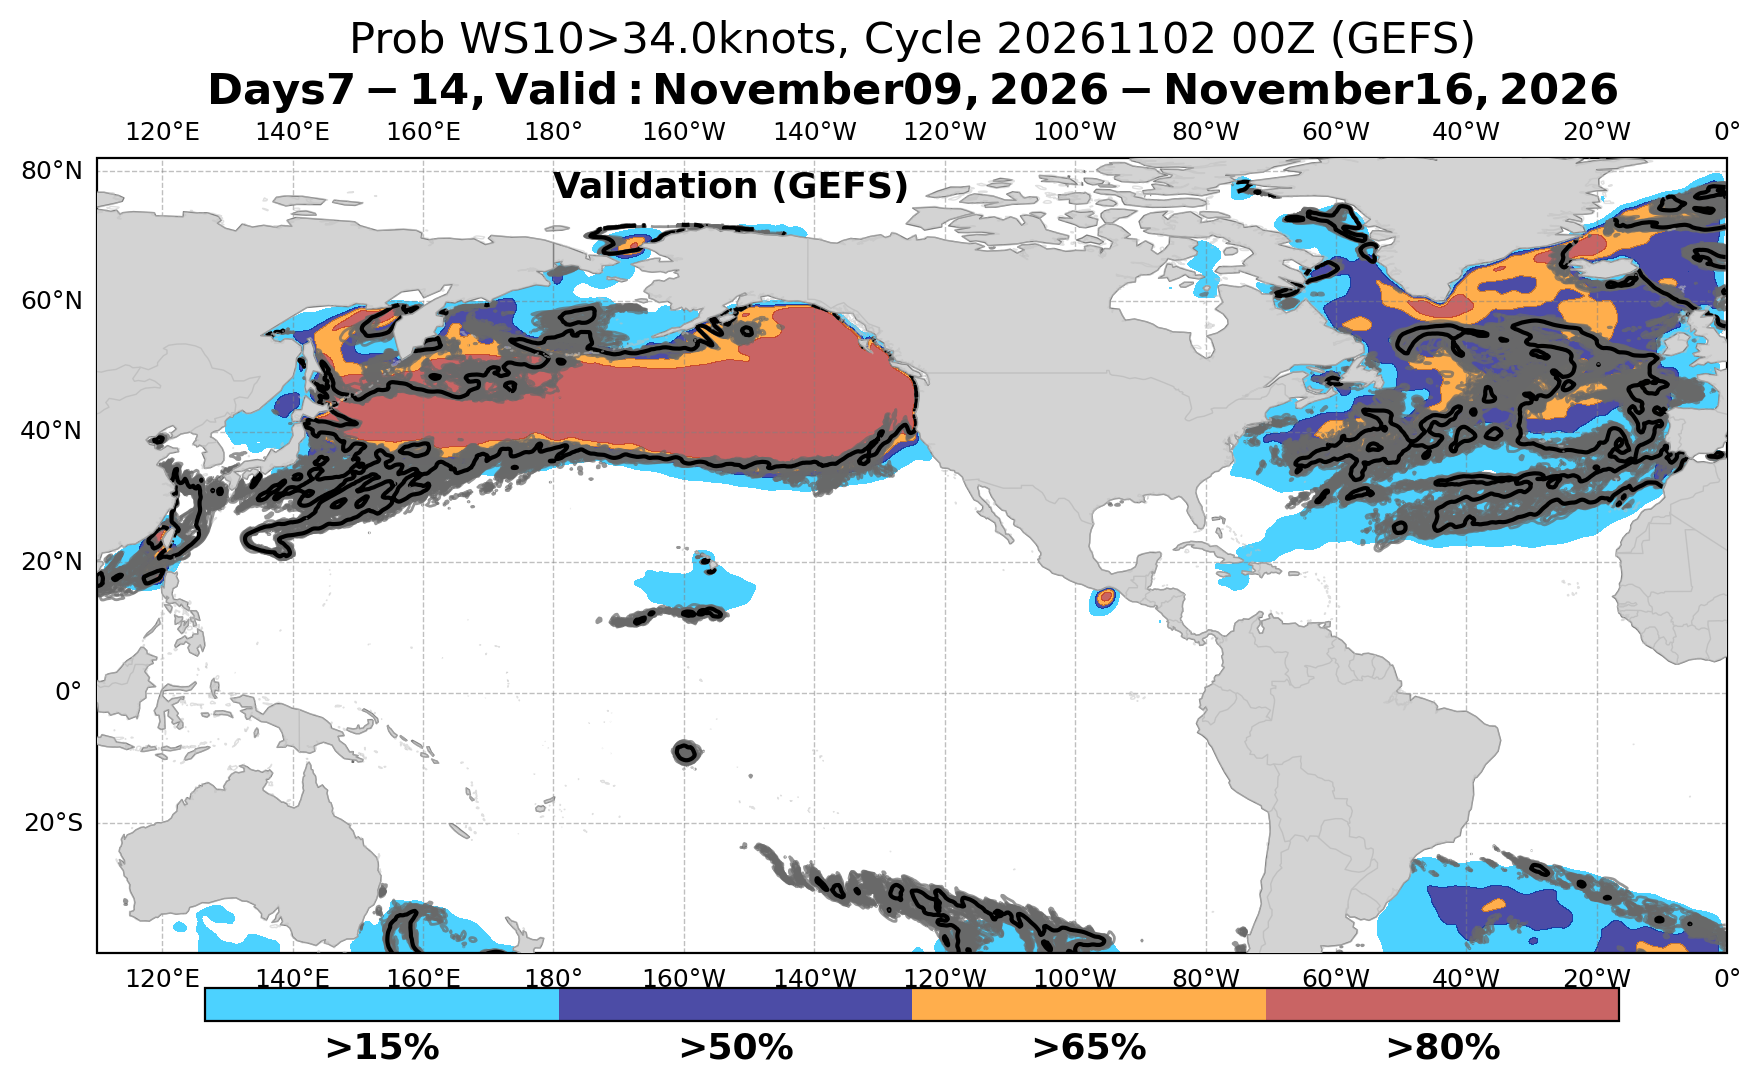 Prob WS10>34.0knots, Cycle 20261102 00Z (GEFS)
Days7 − 14, Valid : November09, 2026 − November16, 2026
120°E 140°E 160°E 180° 160°W 140°W 120°W 100°W 80°W 60°W 40°W 20°W 0°
Validation (GEFS)
80°N
60°N
40°N
20°N
0°
20°S
120°E 140°E 160°E 180° 160°W 140°W 120°W 100°W 80°W 60°W 40°W 20°W 0°
>15% >50% >65% >80%